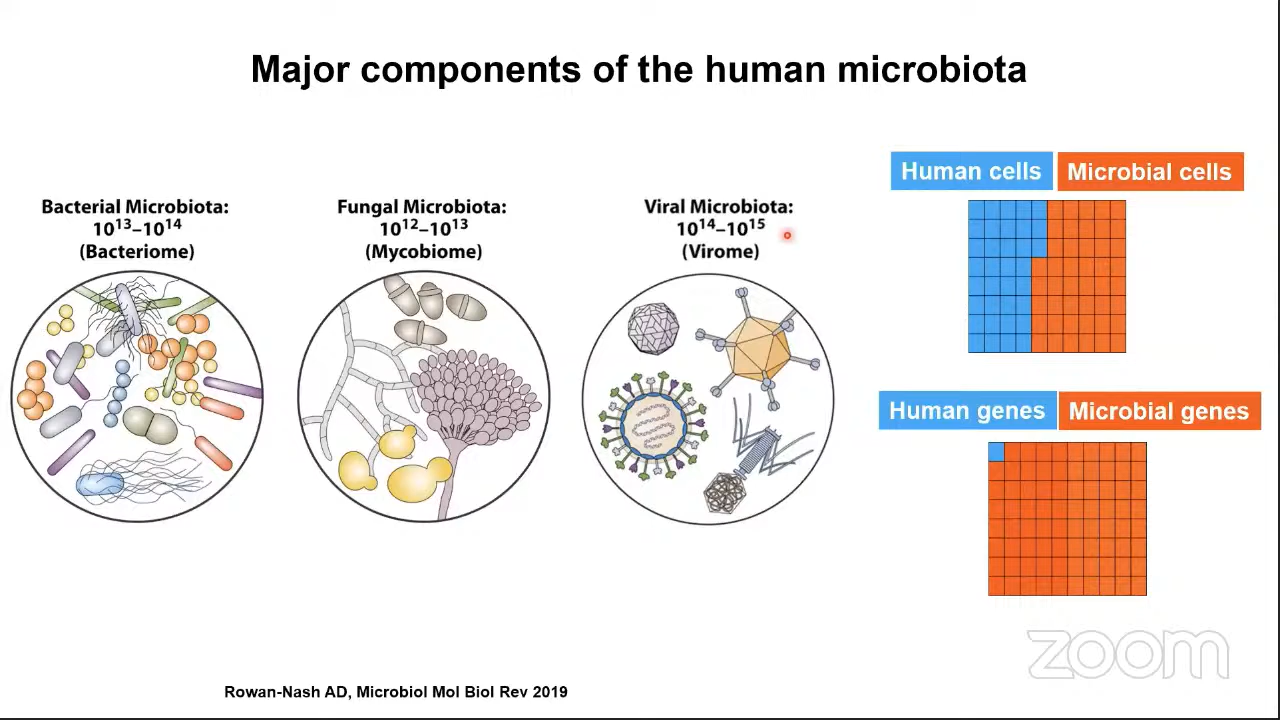 Major components of the human microbiota
Bacterial Microbiota:
10¹³–10¹⁴
(Bacteriome)
Fungal Microbiota:
10¹²–10¹³
(Mycobiome)
Viral Microbiota:
10¹⁴–10¹⁵
(Virome)
Human cells
Microbial cells
Human genes
Microbial genes
zoom
Rowan-Nash AD, Microbiol Mol Biol Rev 2019